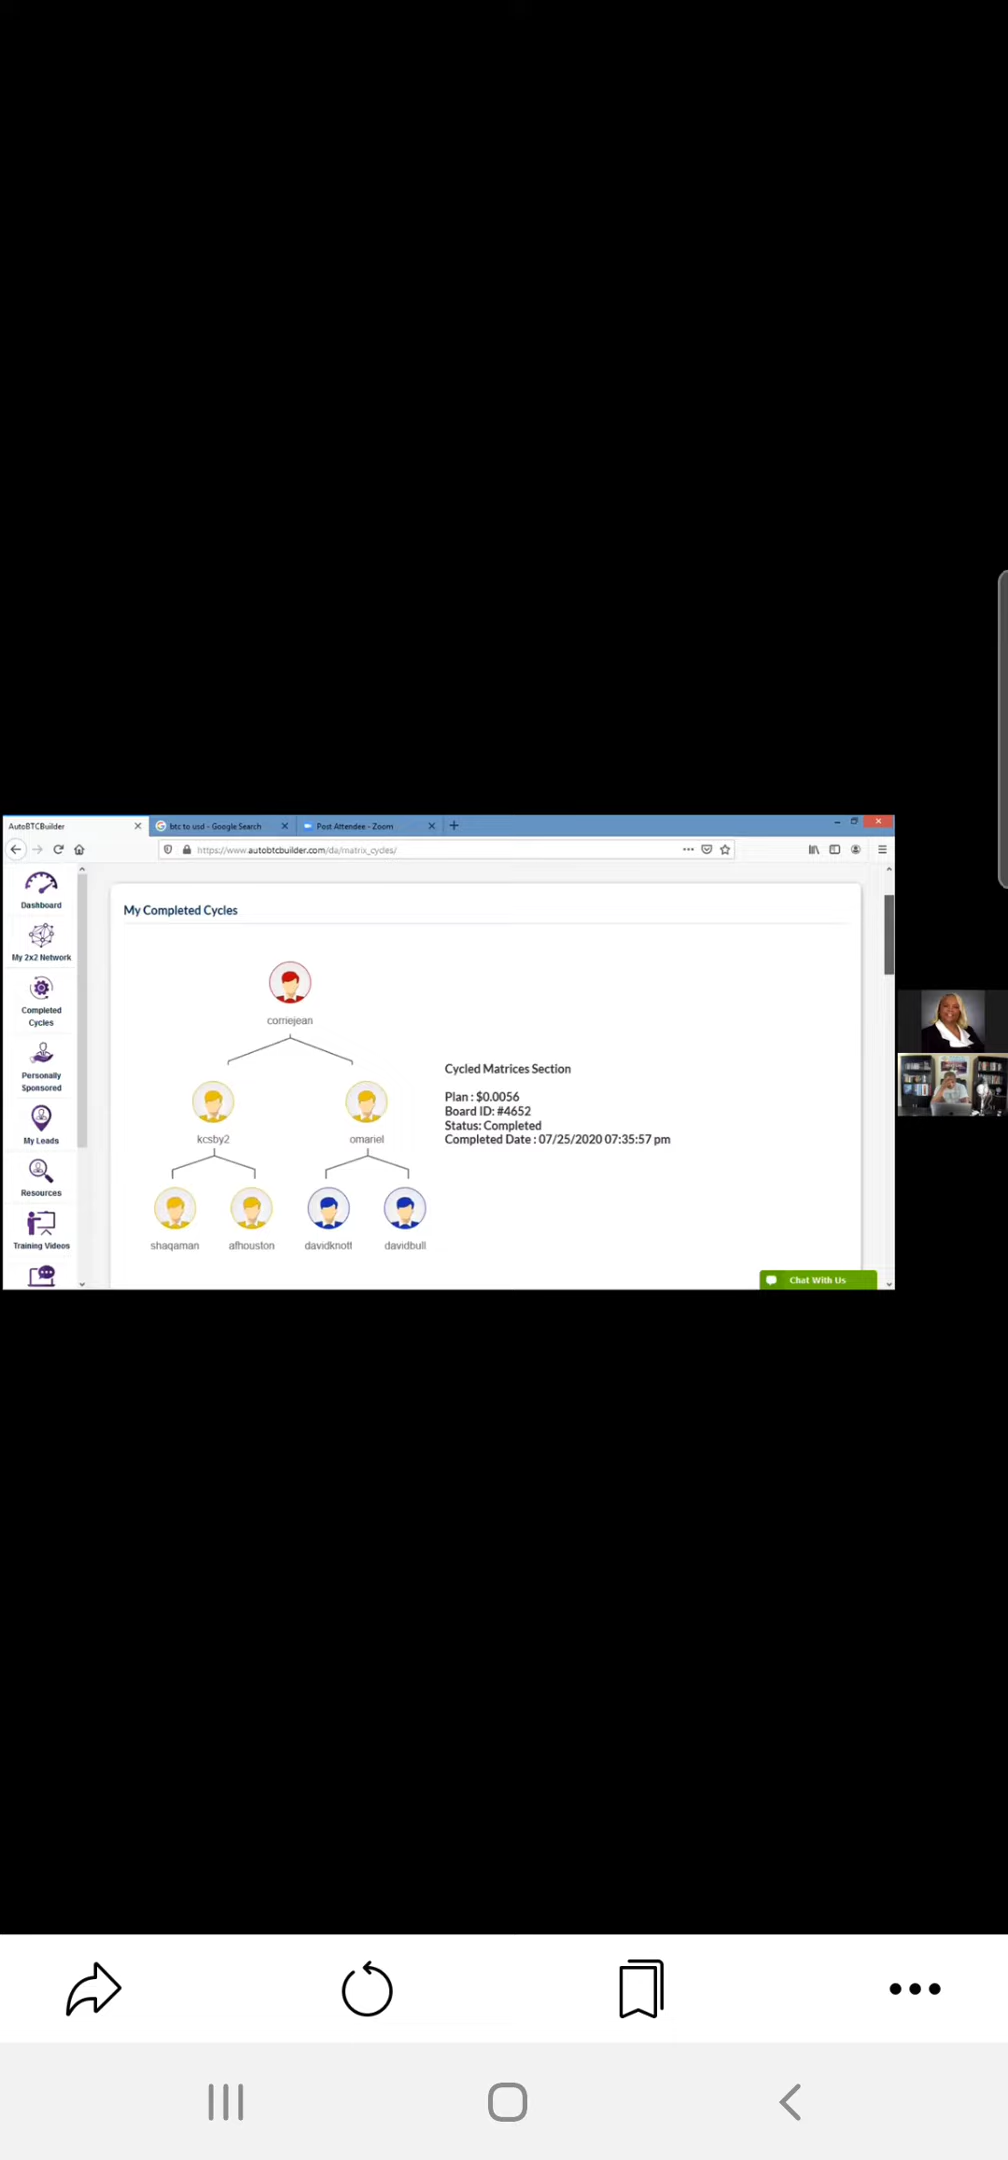 AutoBTCBuilder
btc to usd - Google Search
Post Attendee - Zoom
https://www.autobtcbuilder.com/da/matrix_cycles/
Dashboard
My 2x2 Network
Completed
Cycles
Personally
Sponsored
My Leads
Resources
Training Videos
My Completed Cycles
corriejean
kcsby2
omariel
shaqaman
afhouston
davidknott
davidbull
Cycled Matrices Section
Plan : $0.0056
Board ID: #4652
Status: Completed
Completed Date : 07/25/2020 07:35:57 pm
Chat With Us